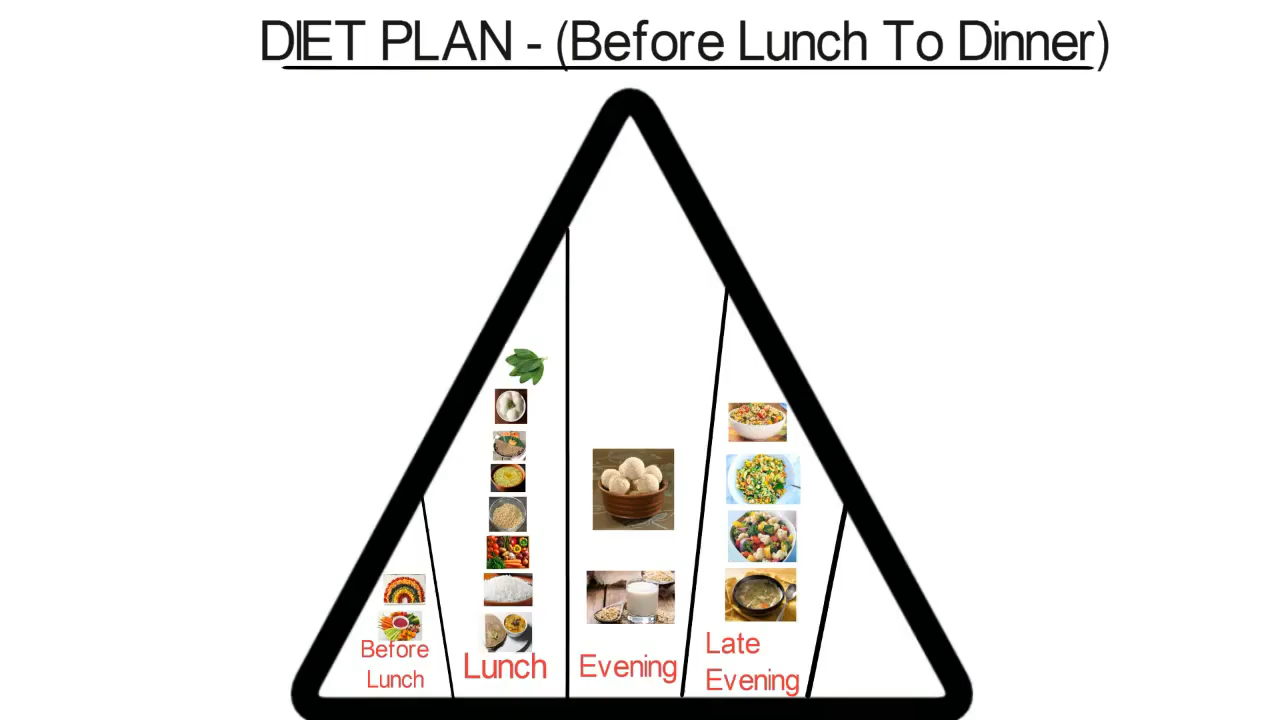 DIET PLAN - (Before Lunch To Dinner)
Before
Lunch
Lunch
Evening
Late
Evening